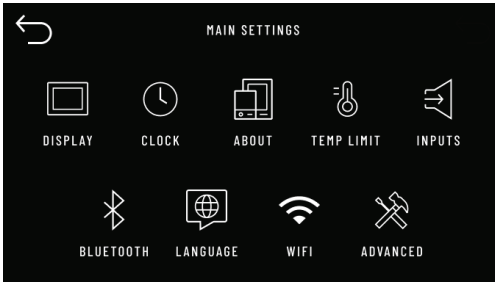 MAIN SETTINGS
DISPLAY CLOCK ABOUT TEMP LIMIT INPUTS
BLUETOOTH LANGUAGE WIFI ADVANCED